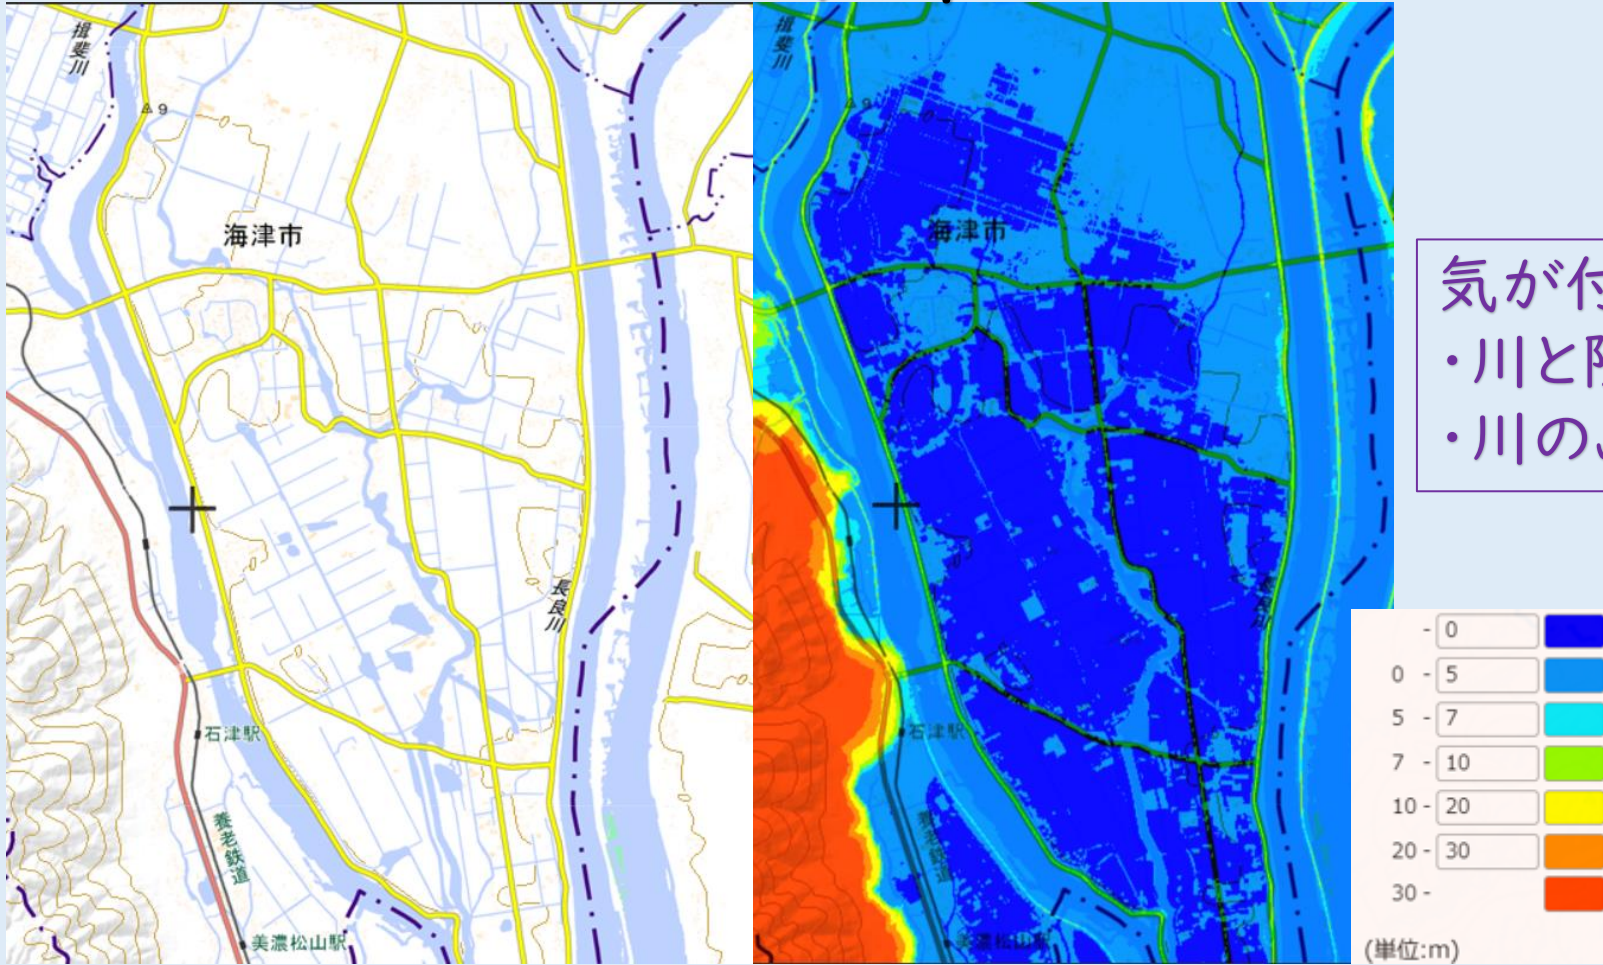 揖斐川
9
海津市
長良川
石津駅
養老鉄道
美濃松山駅
揖斐川
9
海津市
石津駅
養老鉄道
美濃松山駅
気が付
・川と
・川の
- 0
0 - 5
5 - 7
7 - 10
10 - 20
20 - 30
30 -
(単位:m)